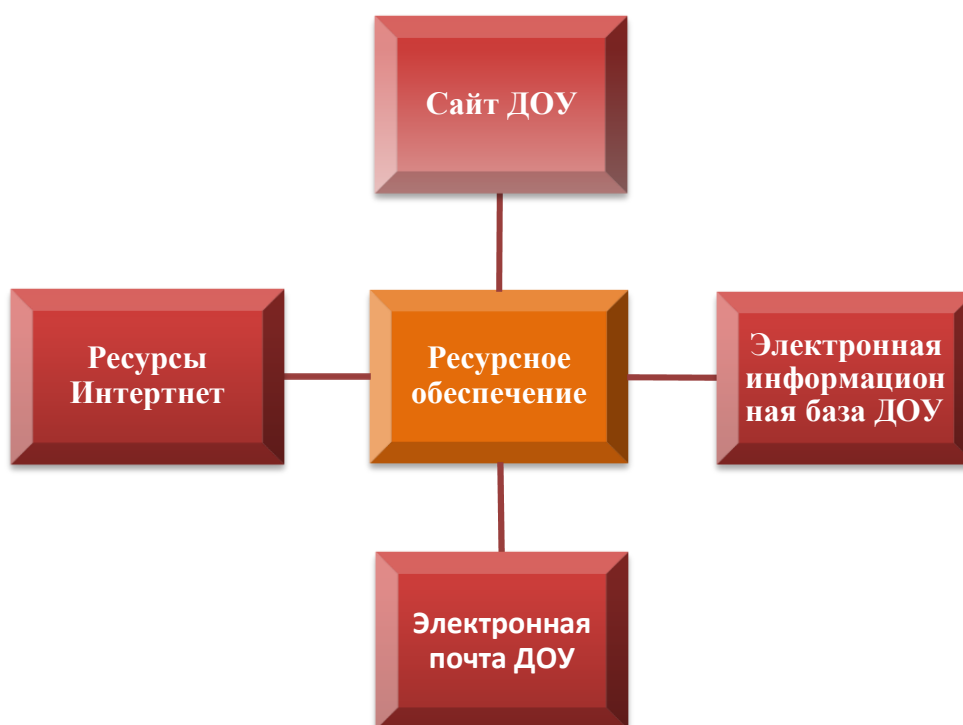 Сайт ДОУ
Ресурсы
Интертнет
Ресурсное
обеспечение
Электронная
информацион
ная база ДОУ
Электронная
почта ДОУ